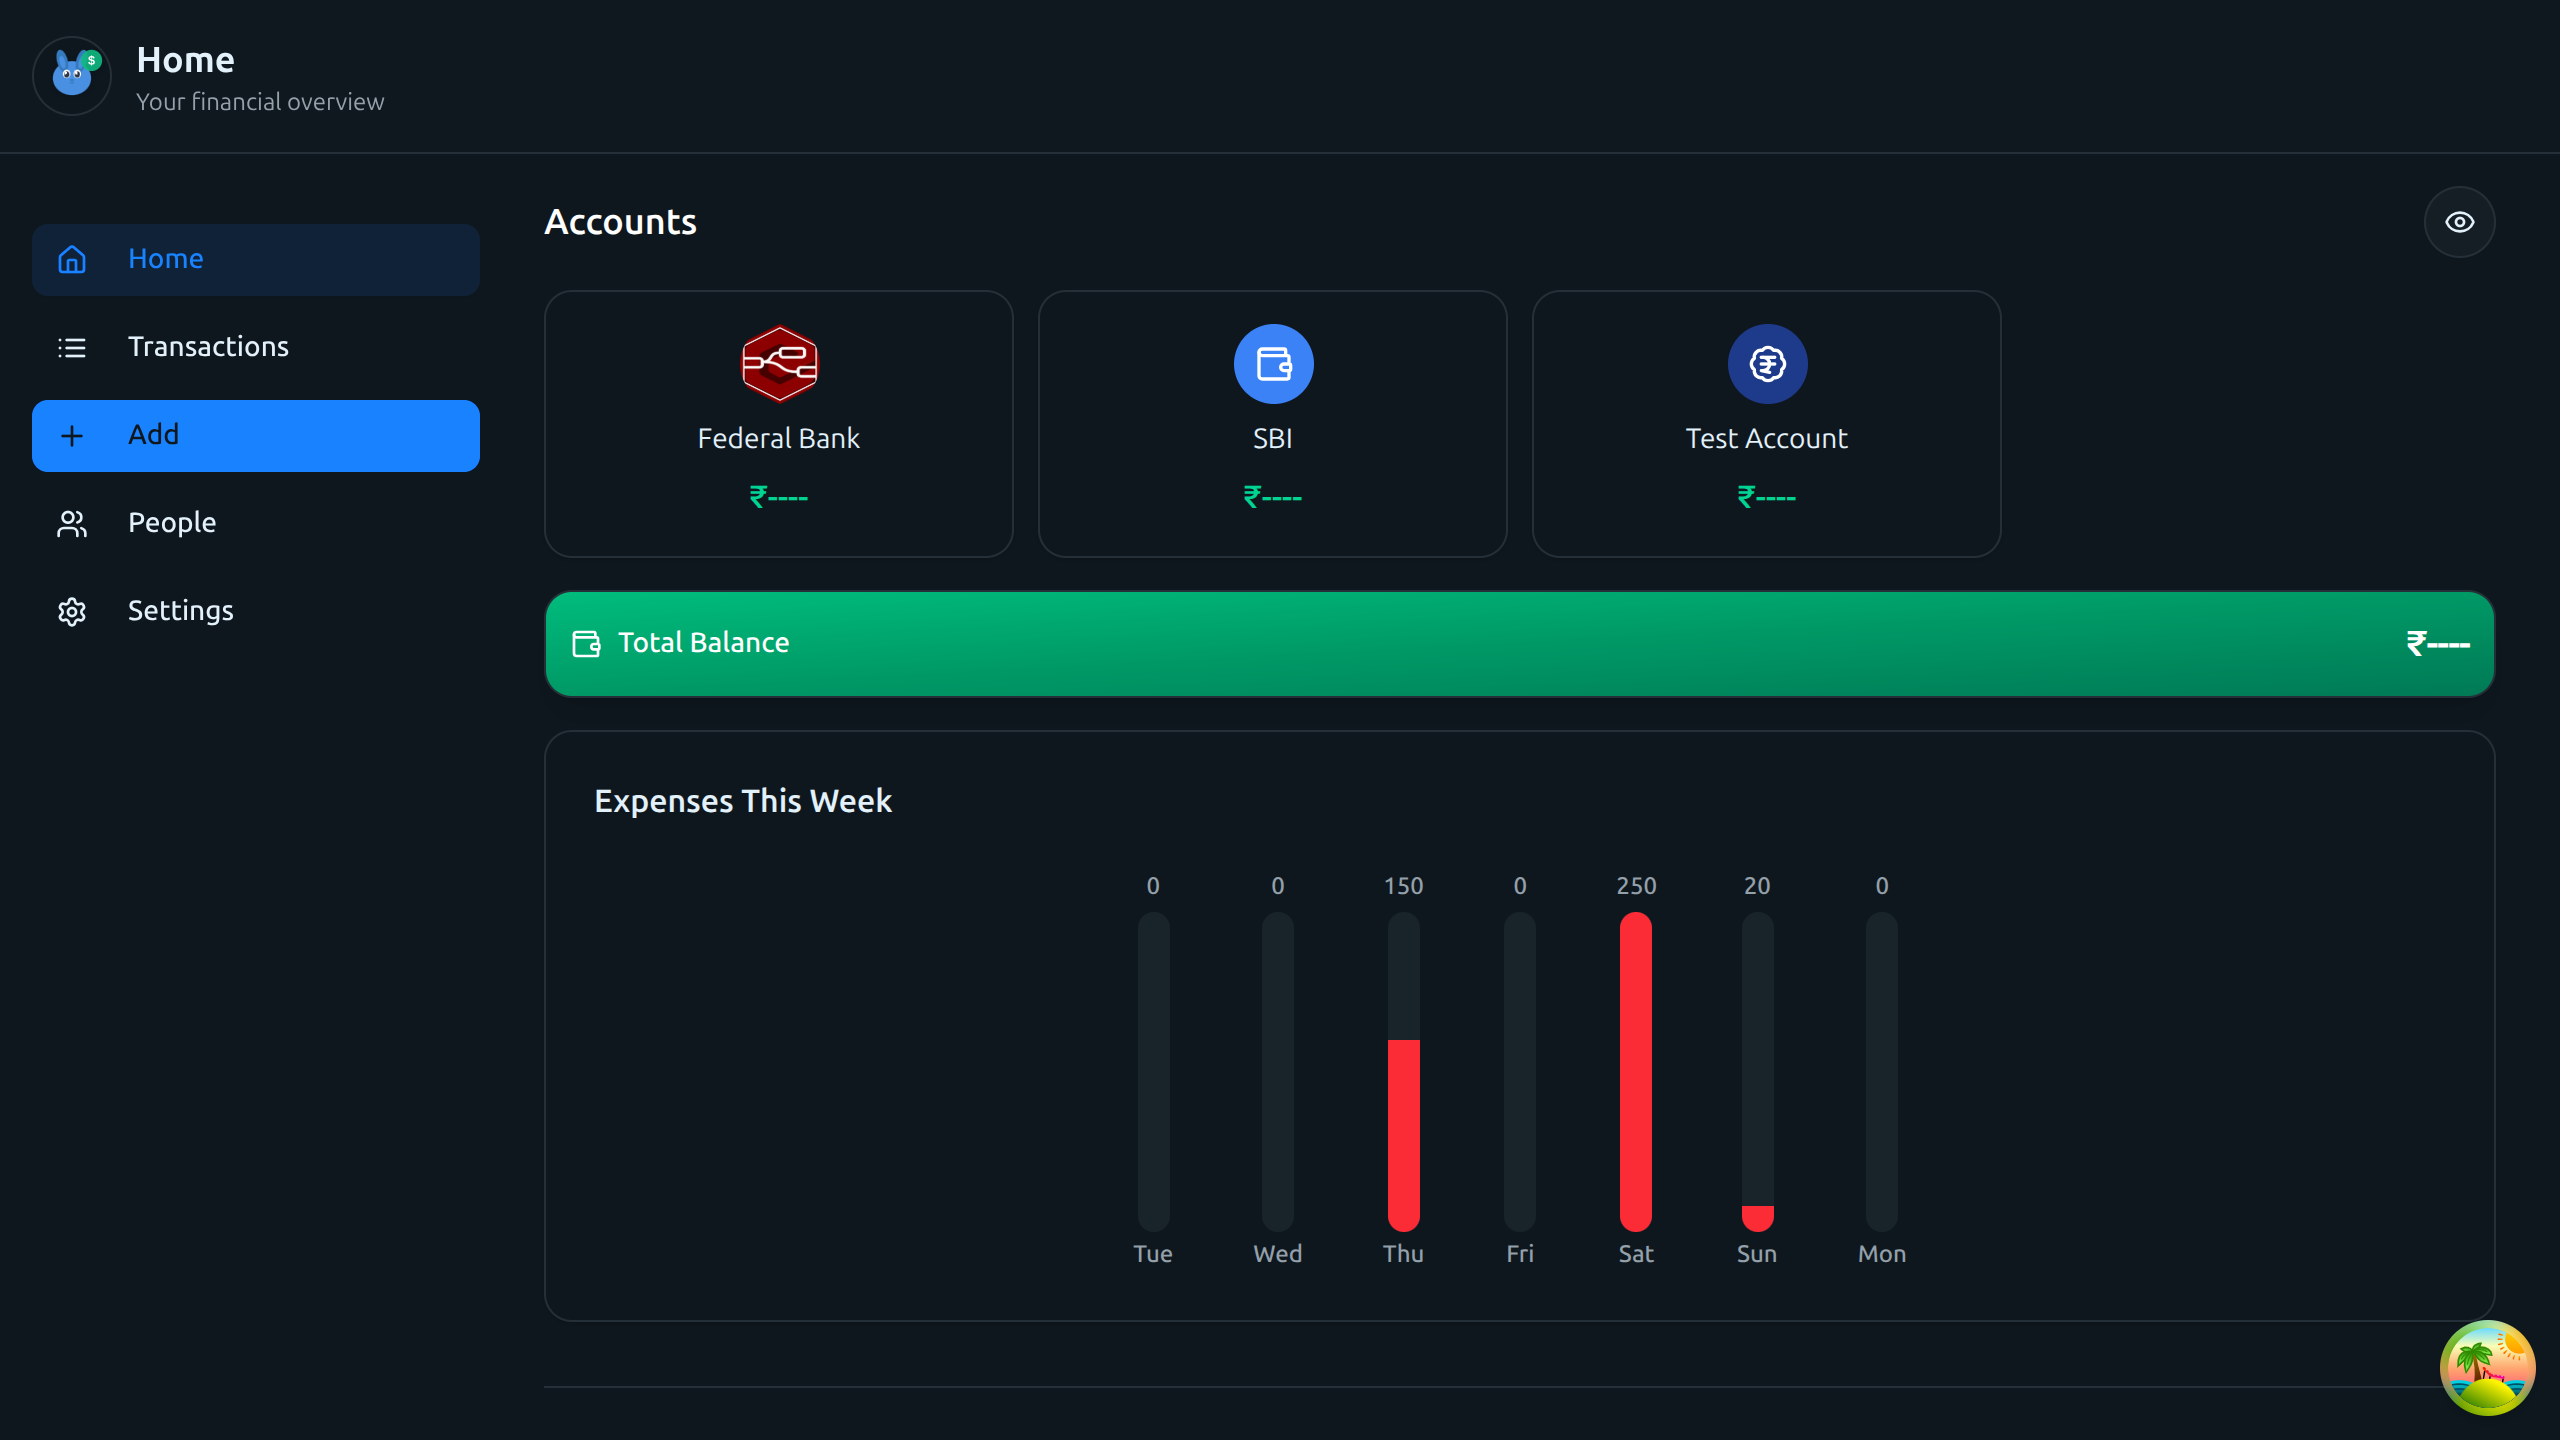 $
Home
Your financial overview
Home
Transactions
Add
People
Settings
Accounts
Federal Bank
₹----
SBI
₹----
Test Account
₹----
Total Balance
₹----
Expenses This Week
0 0 150 0 250 20 0
Tue Wed Thu Fri Sat Sun Mon